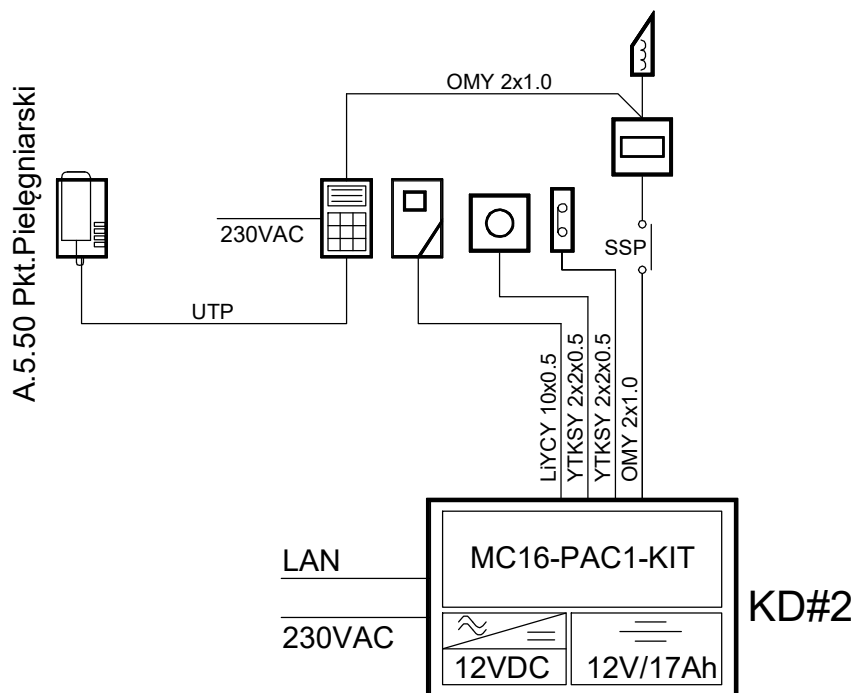 OMY 2x1.0
A.5.50 Pkt.Pielęgniarski
230VAC
SSP
UTP
LiYCY 10x0.5
YTKSY 2x2x0.5
YTKSY 2x2x0.5
OMY 2x1.0
MC16-PAC1-KIT
LAN
KD#2
230VAC
12VDC
12V/17Ah